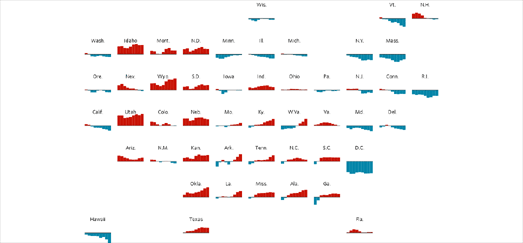 Wis. Vt. N.H.
Wash. Idaho Mont. N.D. Minn. Ill. Mich. N.Y. Mass.
Ore. Nev. Wyo. S.D. Iowa Ind. Ohio Pa. N.J. Conn. R.I.
Calif. Utah Colo. Neb. Mo. Ky. W.Va. Va. Md. Del.
Ariz. N.M. Kan. Ark. Tenn. N.C. S.C. D.C.
Okla. La. Miss. Ala. Ga.
Hawaii Texas Fla.